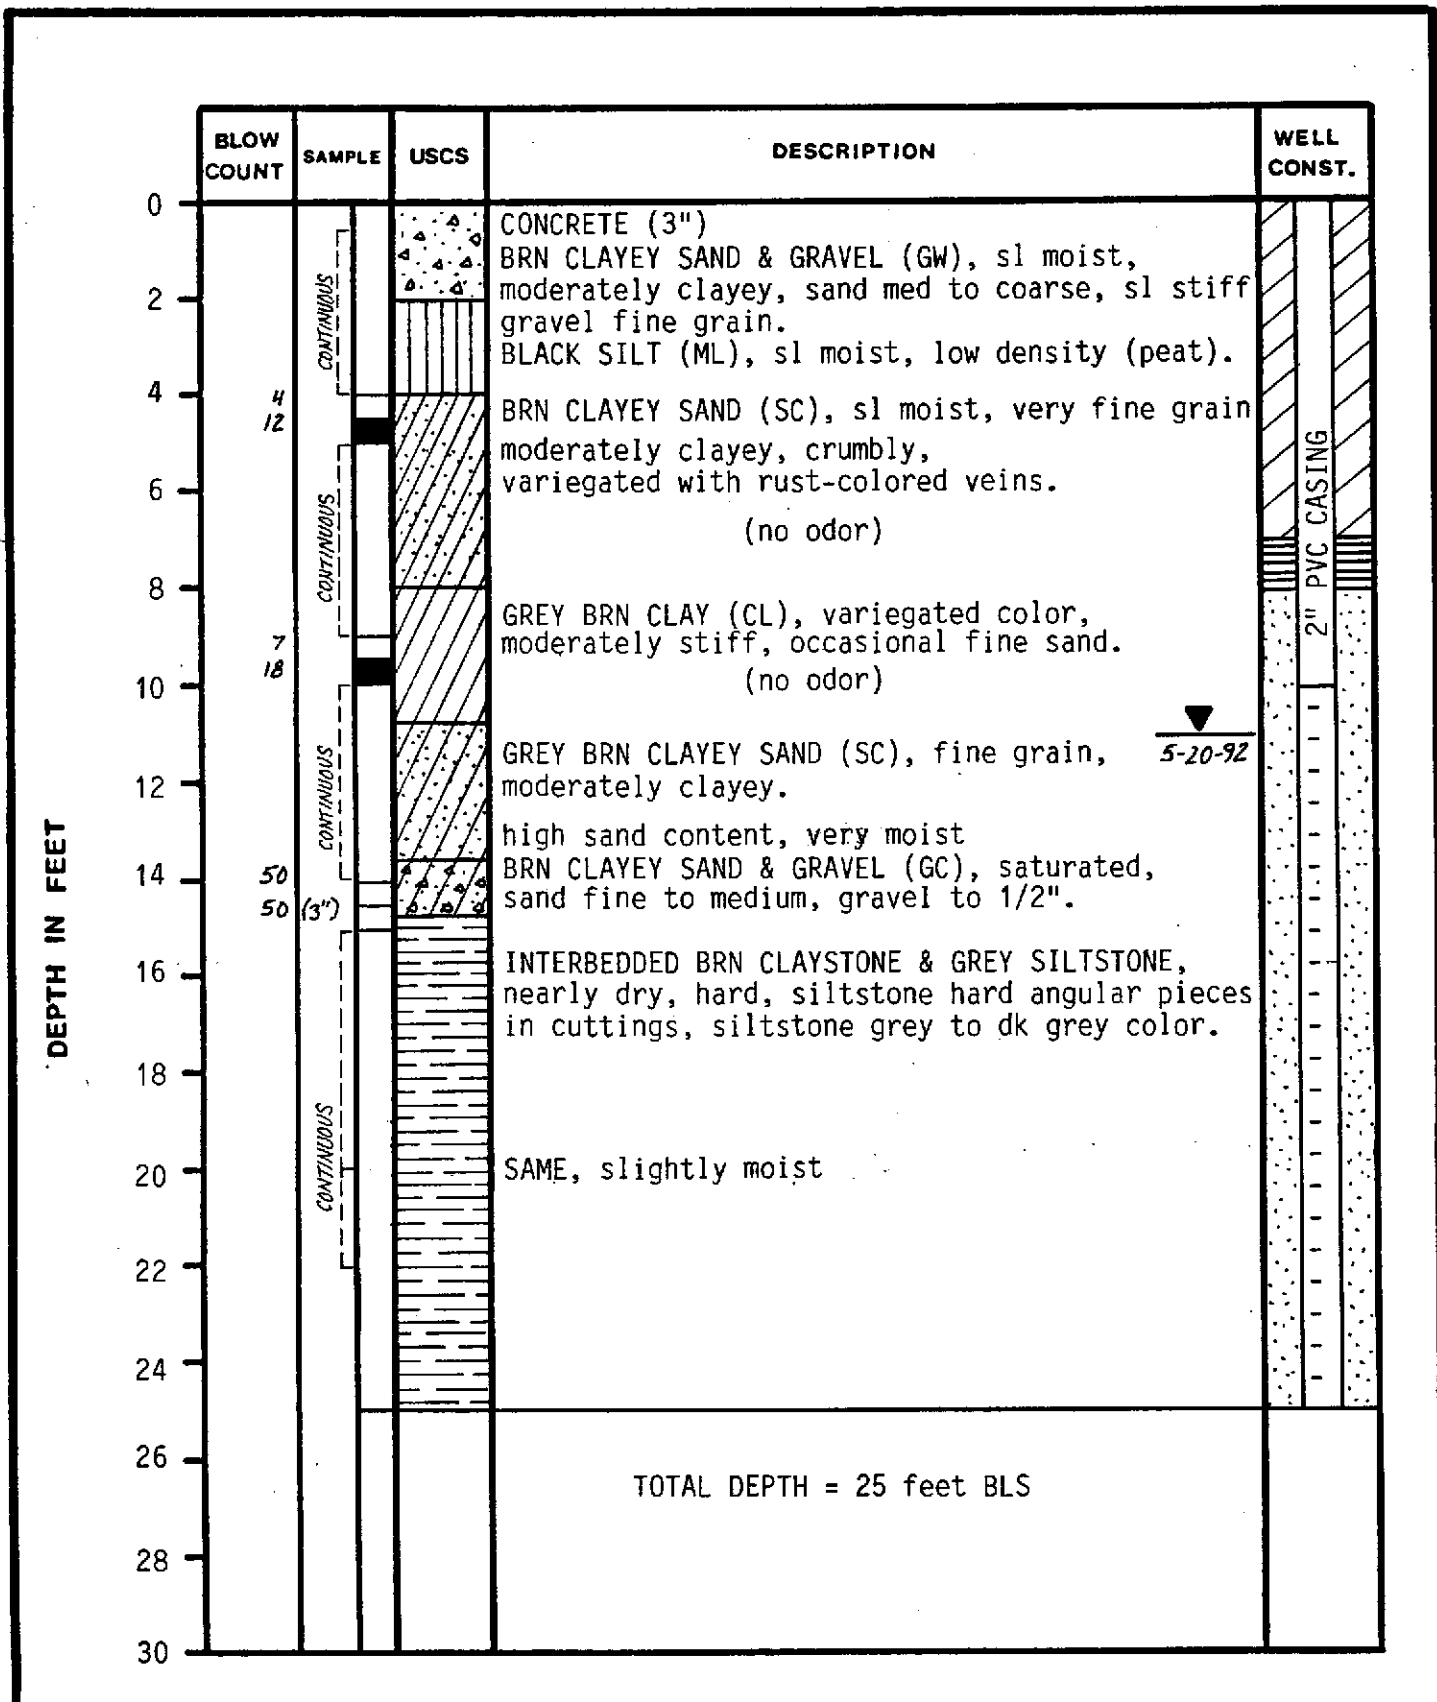 BLOW COUNT
SAMPLE
USCS
DESCRIPTION
WELL CONST.
DEPTH IN FEET
0
2
4
6
8
10
12
14
16
18
20
22
24
26
28
30
4
12
7
18
50
50 (3")
CONTINUOUS
CONTINUOUS
CONTINUOUS
CONTINUOUS
CONCRETE (3")
BRN CLAYEY SAND & GRAVEL (GW), sl moist,
moderately clayey, sand med to coarse, sl stiff
gravel fine grain.
BLACK SILT (ML), sl moist, low density (peat).
BRN CLAYEY SAND (SC), sl moist, very fine grain
moderately clayey, crumbly,
variegated with rust-colored veins.
(no odor)
GREY BRN CLAY (CL), variegated color,
moderately stiff, occasional fine sand.
(no odor)
GREY BRN CLAYEY SAND (SC), fine grain,
moderately clayey.
5-20-92
high sand content, very moist
BRN CLAYEY SAND & GRAVEL (GC), saturated,
sand fine to medium, gravel to 1/2".
INTERBEDDED BRN CLAYSTONE & GREY SILTSTONE,
nearly dry, hard, siltstone hard angular pieces
in cuttings, siltstone grey to dk grey color.
SAME, slightly moist
TOTAL DEPTH = 25 feet BLS
2" PVC CASING